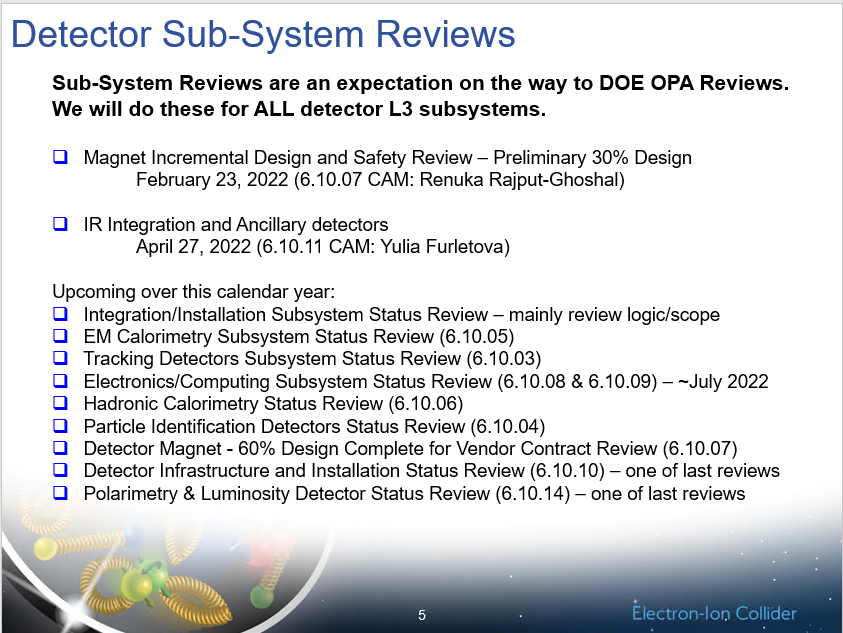 Detector Sub-System Reviews
Sub-System Reviews are an expectation on the way to DOE OPA Reviews.
We will do these for ALL detector L3 subsystems.
Magnet Incremental Design and Safety Review – Preliminary 30% Design
February 23, 2022 (6.10.07 CAM: Renuka Rajput-Ghoshal)
IR Integration and Ancillary detectors
April 27, 2022 (6.10.11 CAM: Yulia Furletova)
Upcoming over this calendar year:
Integration/Installation Subsystem Status Review – mainly review logic/scope
EM Calorimetry Subsystem Status Review (6.10.05)
Tracking Detectors Subsystem Status Review (6.10.03)
Electronics/Computing Subsystem Status Review (6.10.08 & 6.10.09) – ~July 2022
Hadronic Calorimetry Status Review (6.10.06)
Particle Identification Detectors Status Review (6.10.04)
Detector Magnet - 60% Design Complete for Vendor Contract Review (6.10.07)
Detector Infrastructure and Installation Status Review (6.10.10) – one of last reviews
Polarimetry & Luminosity Detector Status Review (6.10.14) – one of last reviews
5
Electron-Ion Collider